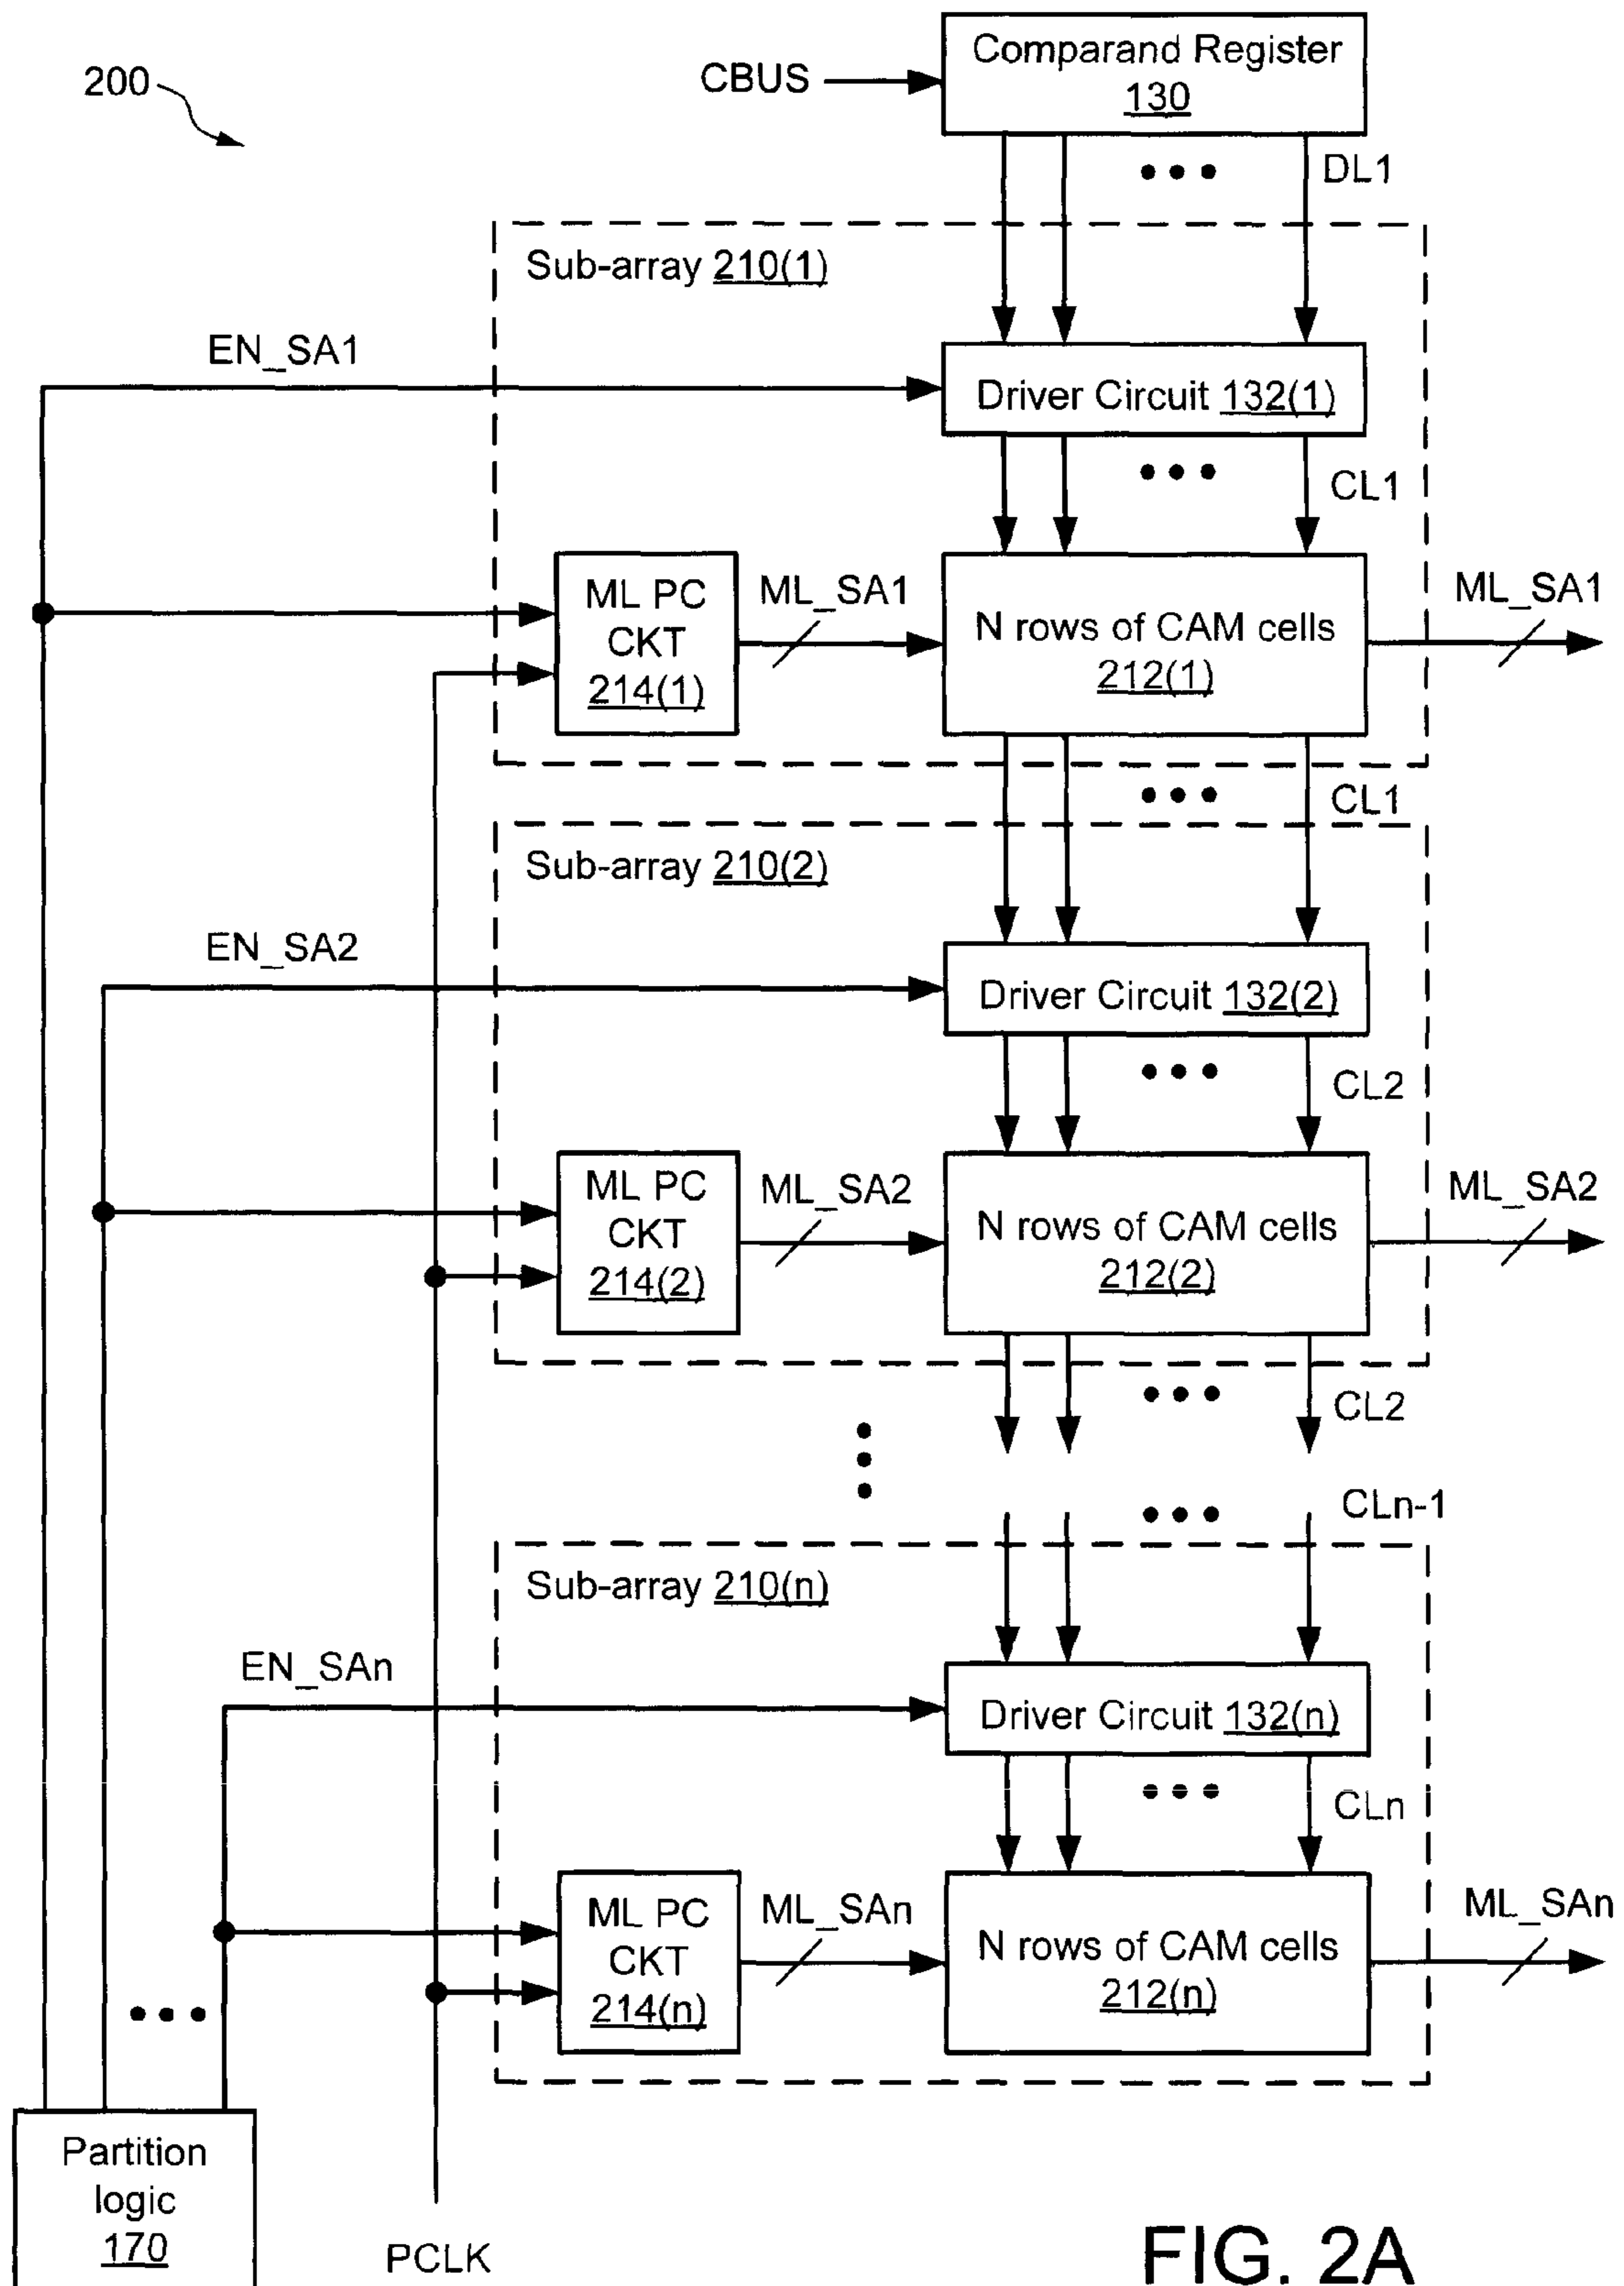 200
CBUS
Comparand Register
130
DL1
Sub-array 210(1)
EN_SA1
Driver Circuit 132(1)
CL1
ML PC
CKT
214(1)
ML_SA1
N rows of CAM cells
212(1)
ML_SA1
CL1
Sub-array 210(2)
EN_SA2
Driver Circuit 132(2)
CL2
ML PC
CKT
214(2)
ML_SA2
N rows of CAM cells
212(2)
ML_SA2
CL2
CLn-1
Sub-array 210(n)
EN_SAn
Driver Circuit 132(n)
CLn
ML PC
CKT
214(n)
ML_SAn
N rows of CAM cells
212(n)
ML_SAn
Partition
logic
170
PCLK
FIG. 2A